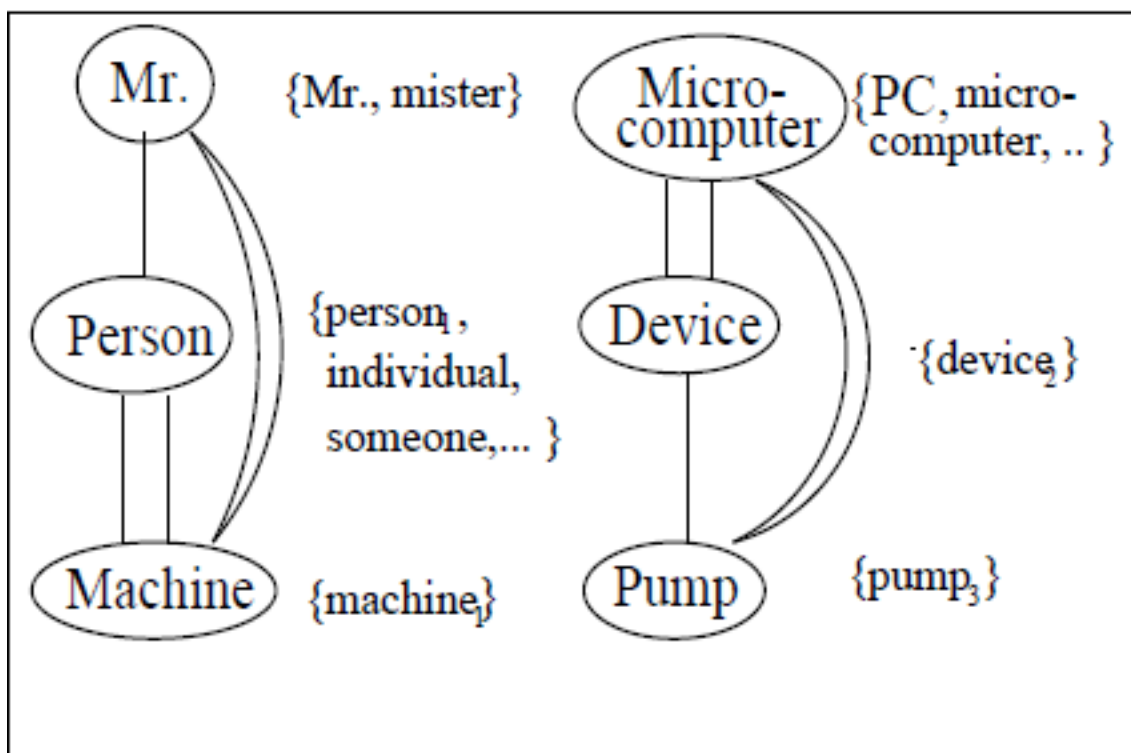 Mr.
{Mr., mister}
Person
{person₁,
individual,
someone,... }
Machine
{machine₁}
Micro-
computer
{PC, micro-
computer, .. }
Device
{device₂}
Pump
{pump₃}